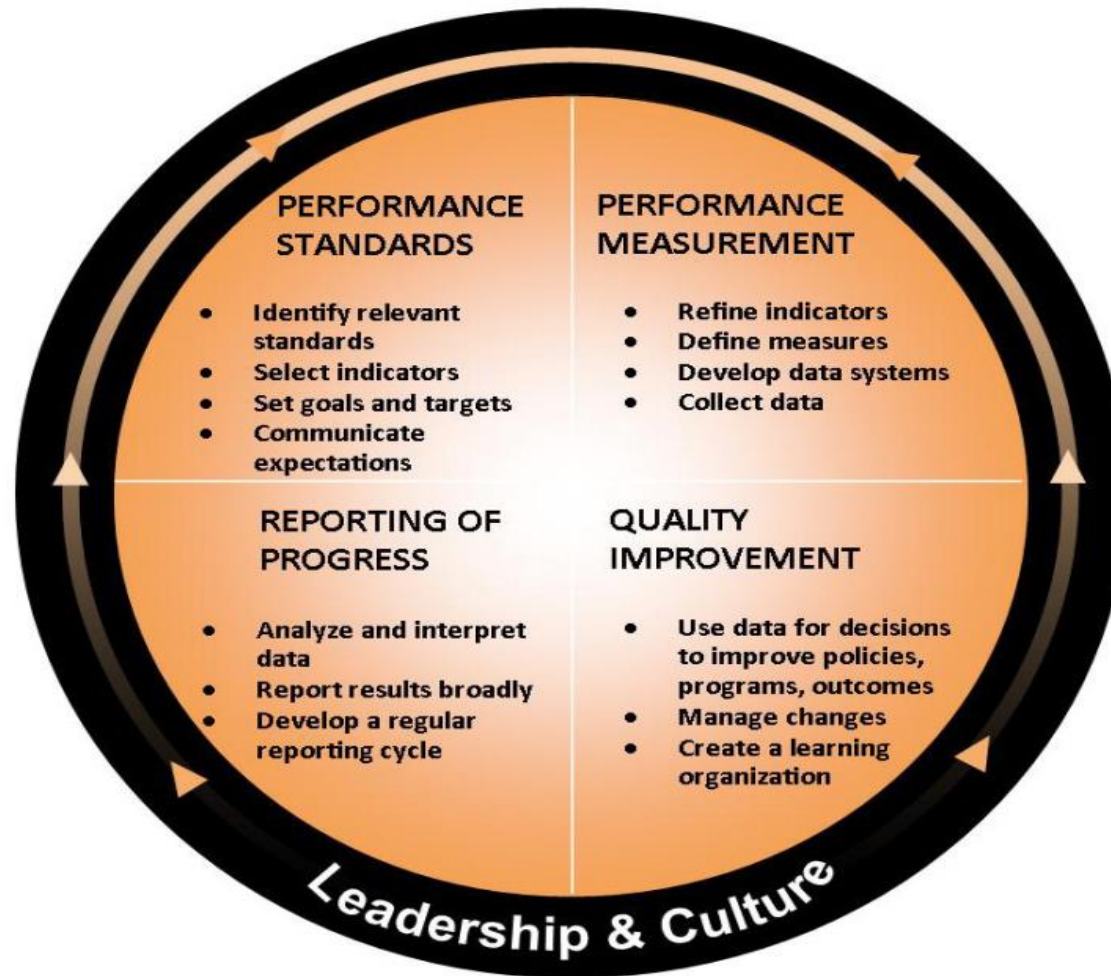 PERFORMANCE
STANDARDS
• Identify relevant
standards
• Select indicators
• Set goals and targets
• Communicate
expectations
PERFORMANCE
MEASUREMENT
• Refine indicators
• Define measures
• Develop data systems
• Collect data
REPORTING OF
PROGRESS
• Analyze and interpret
data
• Report results broadly
• Develop a regular
reporting cycle
QUALITY
IMPROVEMENT
• Use data for decisions
to improve policies,
programs, outcomes
• Manage changes
• Create a learning
organization
Leadership & Culture